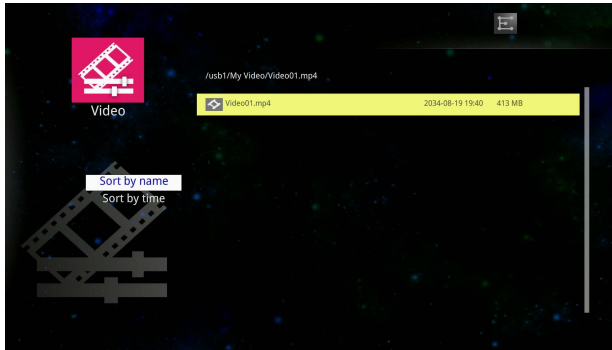 /usb1/My Video/Video01.mp4
Video01.mp4 2034-08-19 19:40 413 MB
Video
Sort by name
Sort by time